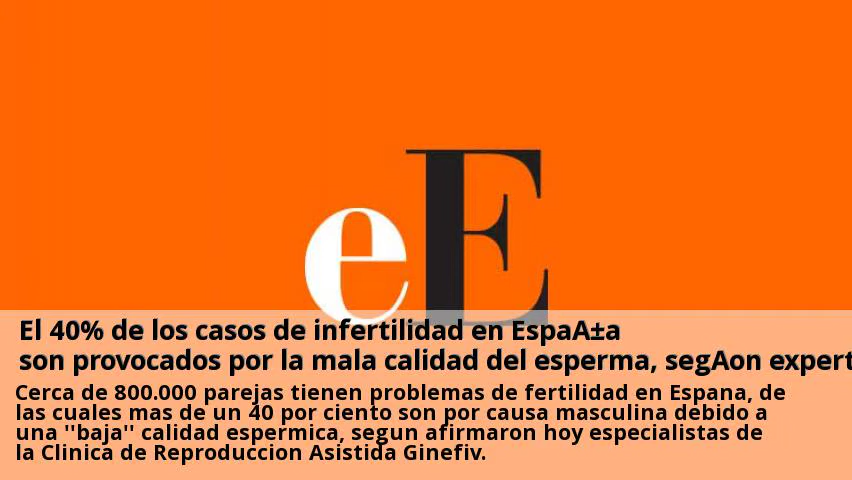 eE
El 40% de los casos de infertilidad en EspaA±a
son provocados por la mala calidad del esperma, segAon expert
Cerca de 800.000 parejas tienen problemas de fertilidad en Espana, de
las cuales mas de un 40 por ciento son por causa masculina debido a
una ''baja'' calidad espermica, segun afirmaron hoy especialistas de
la Clinica de Reproduccion Asistida Ginefiv.